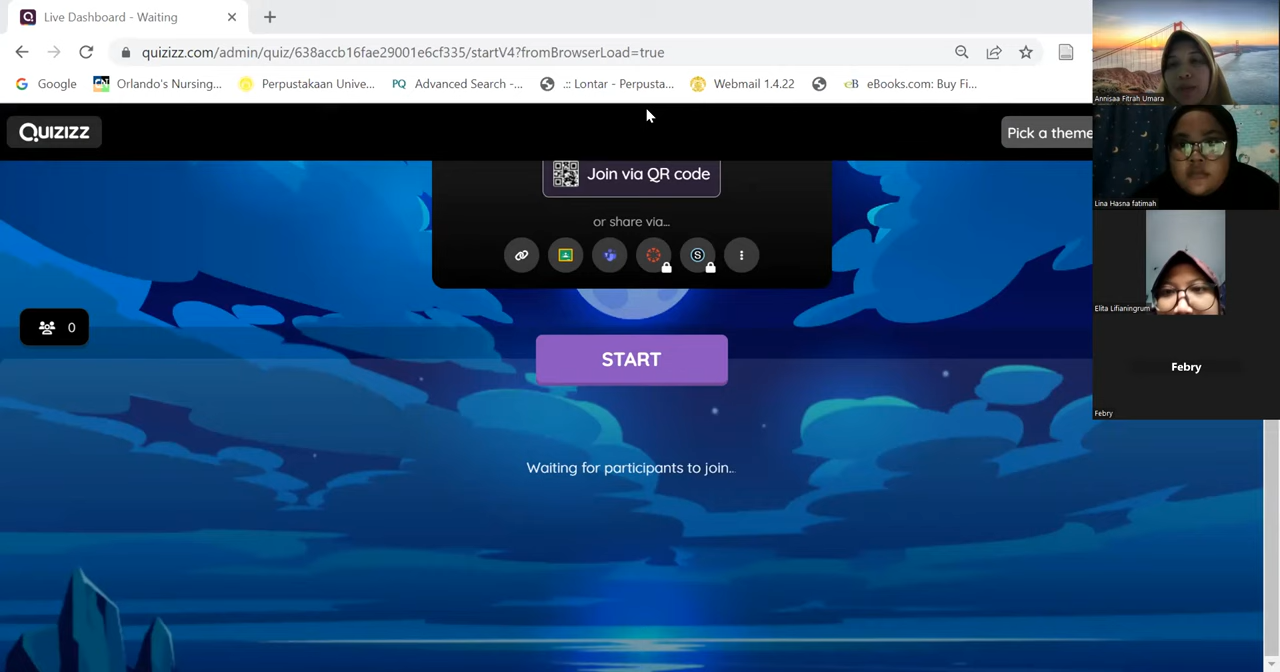 Live Dashboard - Waiting
quizizz.com/admin/quiz/638accb16fae29001e6cf335/startV4?fromBrowserLoad=true
Google
Orlando's Nursing...
Perpustakaan Unive...
PQ
Advanced Search -...
.:: Lontar - Perpusta...
Webmail 1.4.22
eBooks.com: Buy Fi...
QUIZIZZ
Pick a theme
Join via QR code
or share via...
0
START
Waiting for participants to join..
Annisaa Fitrah Umara
Lina Hasna fatimah
Elita Lifianingrum
Febry
Febry